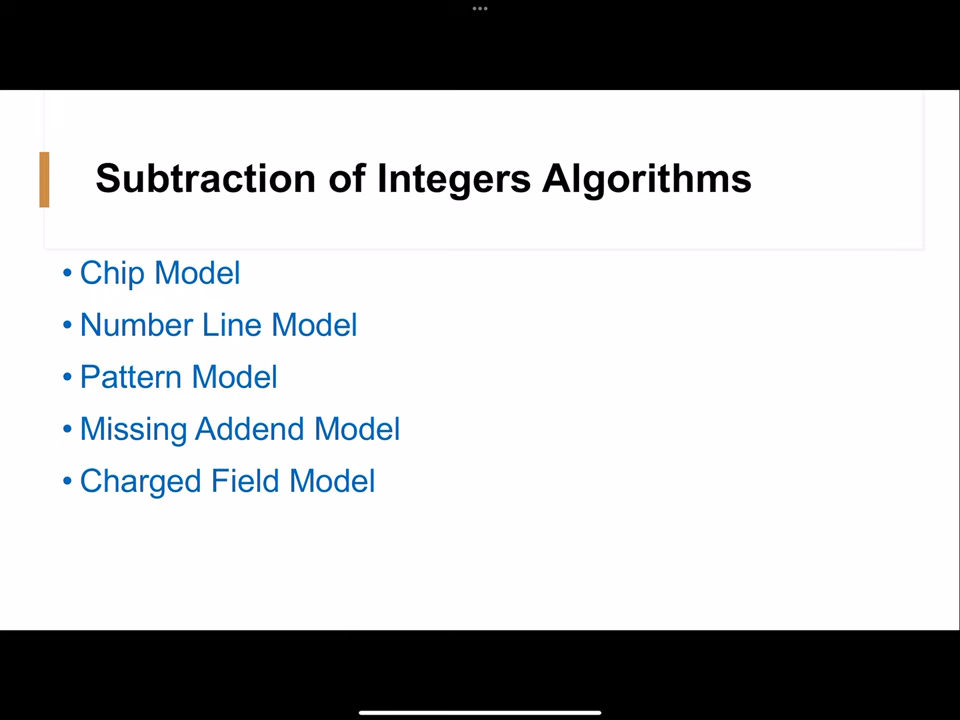 Subtraction of Integers Algorithms
• Chip Model
• Number Line Model
• Pattern Model
• Missing Addend Model
• Charged Field Model